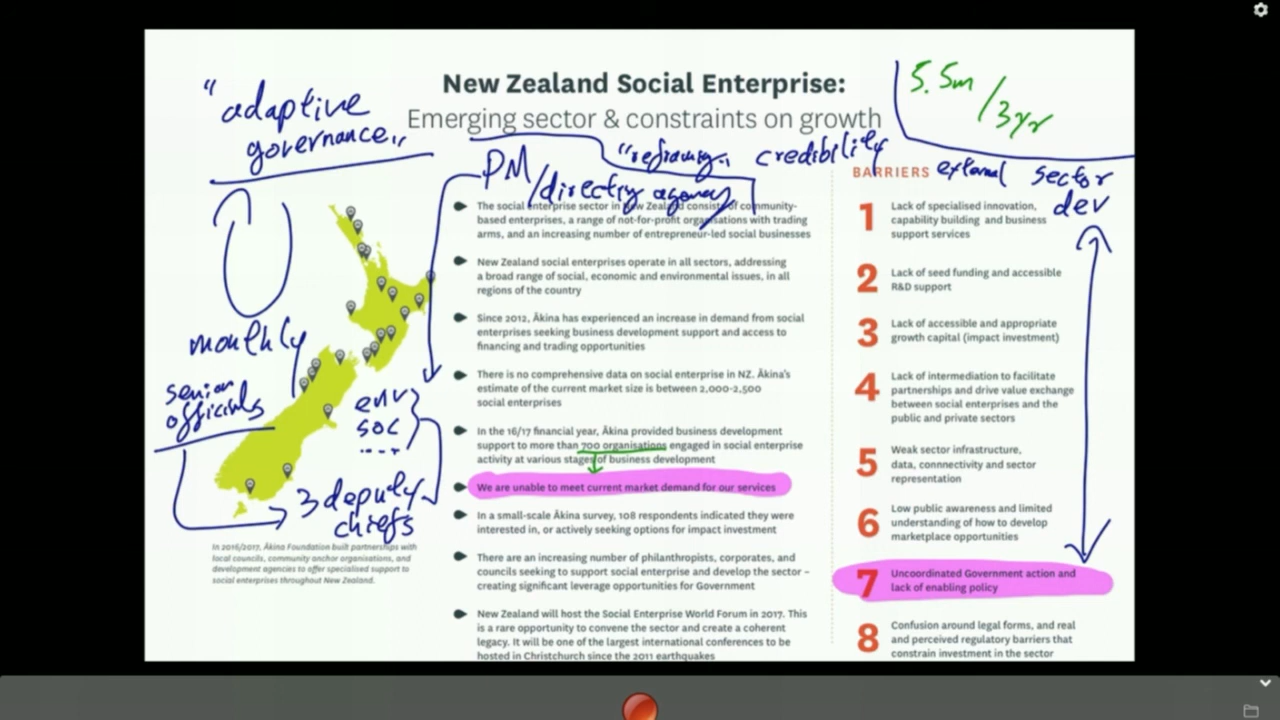 New Zealand Social Enterprise:
Emerging sector & constraints on growth
"adaptive
governance"
5.5m
/3yr
PM
/directing agency
"reframing" credibility
external sector
dev
monthly
senior
officials
env
soc
....
3 deputy
chiefs
In 2016/2017, Ākina Foundation built partnerships with
local councils, community anchor organisations, and
development agencies to offer specialised support to
social enterprises throughout New Zealand.
The social enterprise sector in New Zealand consists of community-
based enterprises, a range of not-for-profit organisations with trading
arms, and an increasing number of entrepreneur-led social businesses
New Zealand social enterprises operate in all sectors, addressing
a broad range of social, economic and environmental issues, in all
regions of the country
Since 2012, Ākina has experienced an increase in demand from social
enterprises seeking business development support and access to
financing and trading opportunities
There is no comprehensive data on social enterprise in NZ. Ākina's
estimate of the current market size is between 2,000-2,500
social enterprises
In the 16/17 financial year, Ākina provided business development
support to more than 700 organisations engaged in social enterprise
activity at various stages of business development
We are unable to meet current market demand for our services
In a small-scale Ākina survey, 108 respondents indicated they were
interested in, or actively seeking options for impact investment
There are an increasing number of philanthropists, corporates, and
councils seeking to support social enterprise and develop the sector –
creating significant leverage opportunities for Government
New Zealand will host the Social Enterprise World Forum in 2017. This
is a rare opportunity to convene the sector and create a coherent
legacy. It will be one of the largest international conferences to be
hosted in Christchurch since the 2011 earthquakes
BARRIERS
1
Lack of specialised innovation,
capability building and business
support services
2
Lack of seed funding and accessible
R&D support
3
Lack of accessible and appropriate
growth capital (impact investment)
4
Lack of intermediation to facilitate
partnerships and drive value exchange
between social enterprises and the
public and private sectors
5
Weak sector infrastructure,
data, connnectivity and sector
representation
6
Low public awareness and limited
understanding of how to develop
marketplace opportunities
7
Uncoordinated Government action and
lack of enabling policy
8
Confusion around legal forms, and real
and perceived regulatory barriers that
constrain investment in the sector